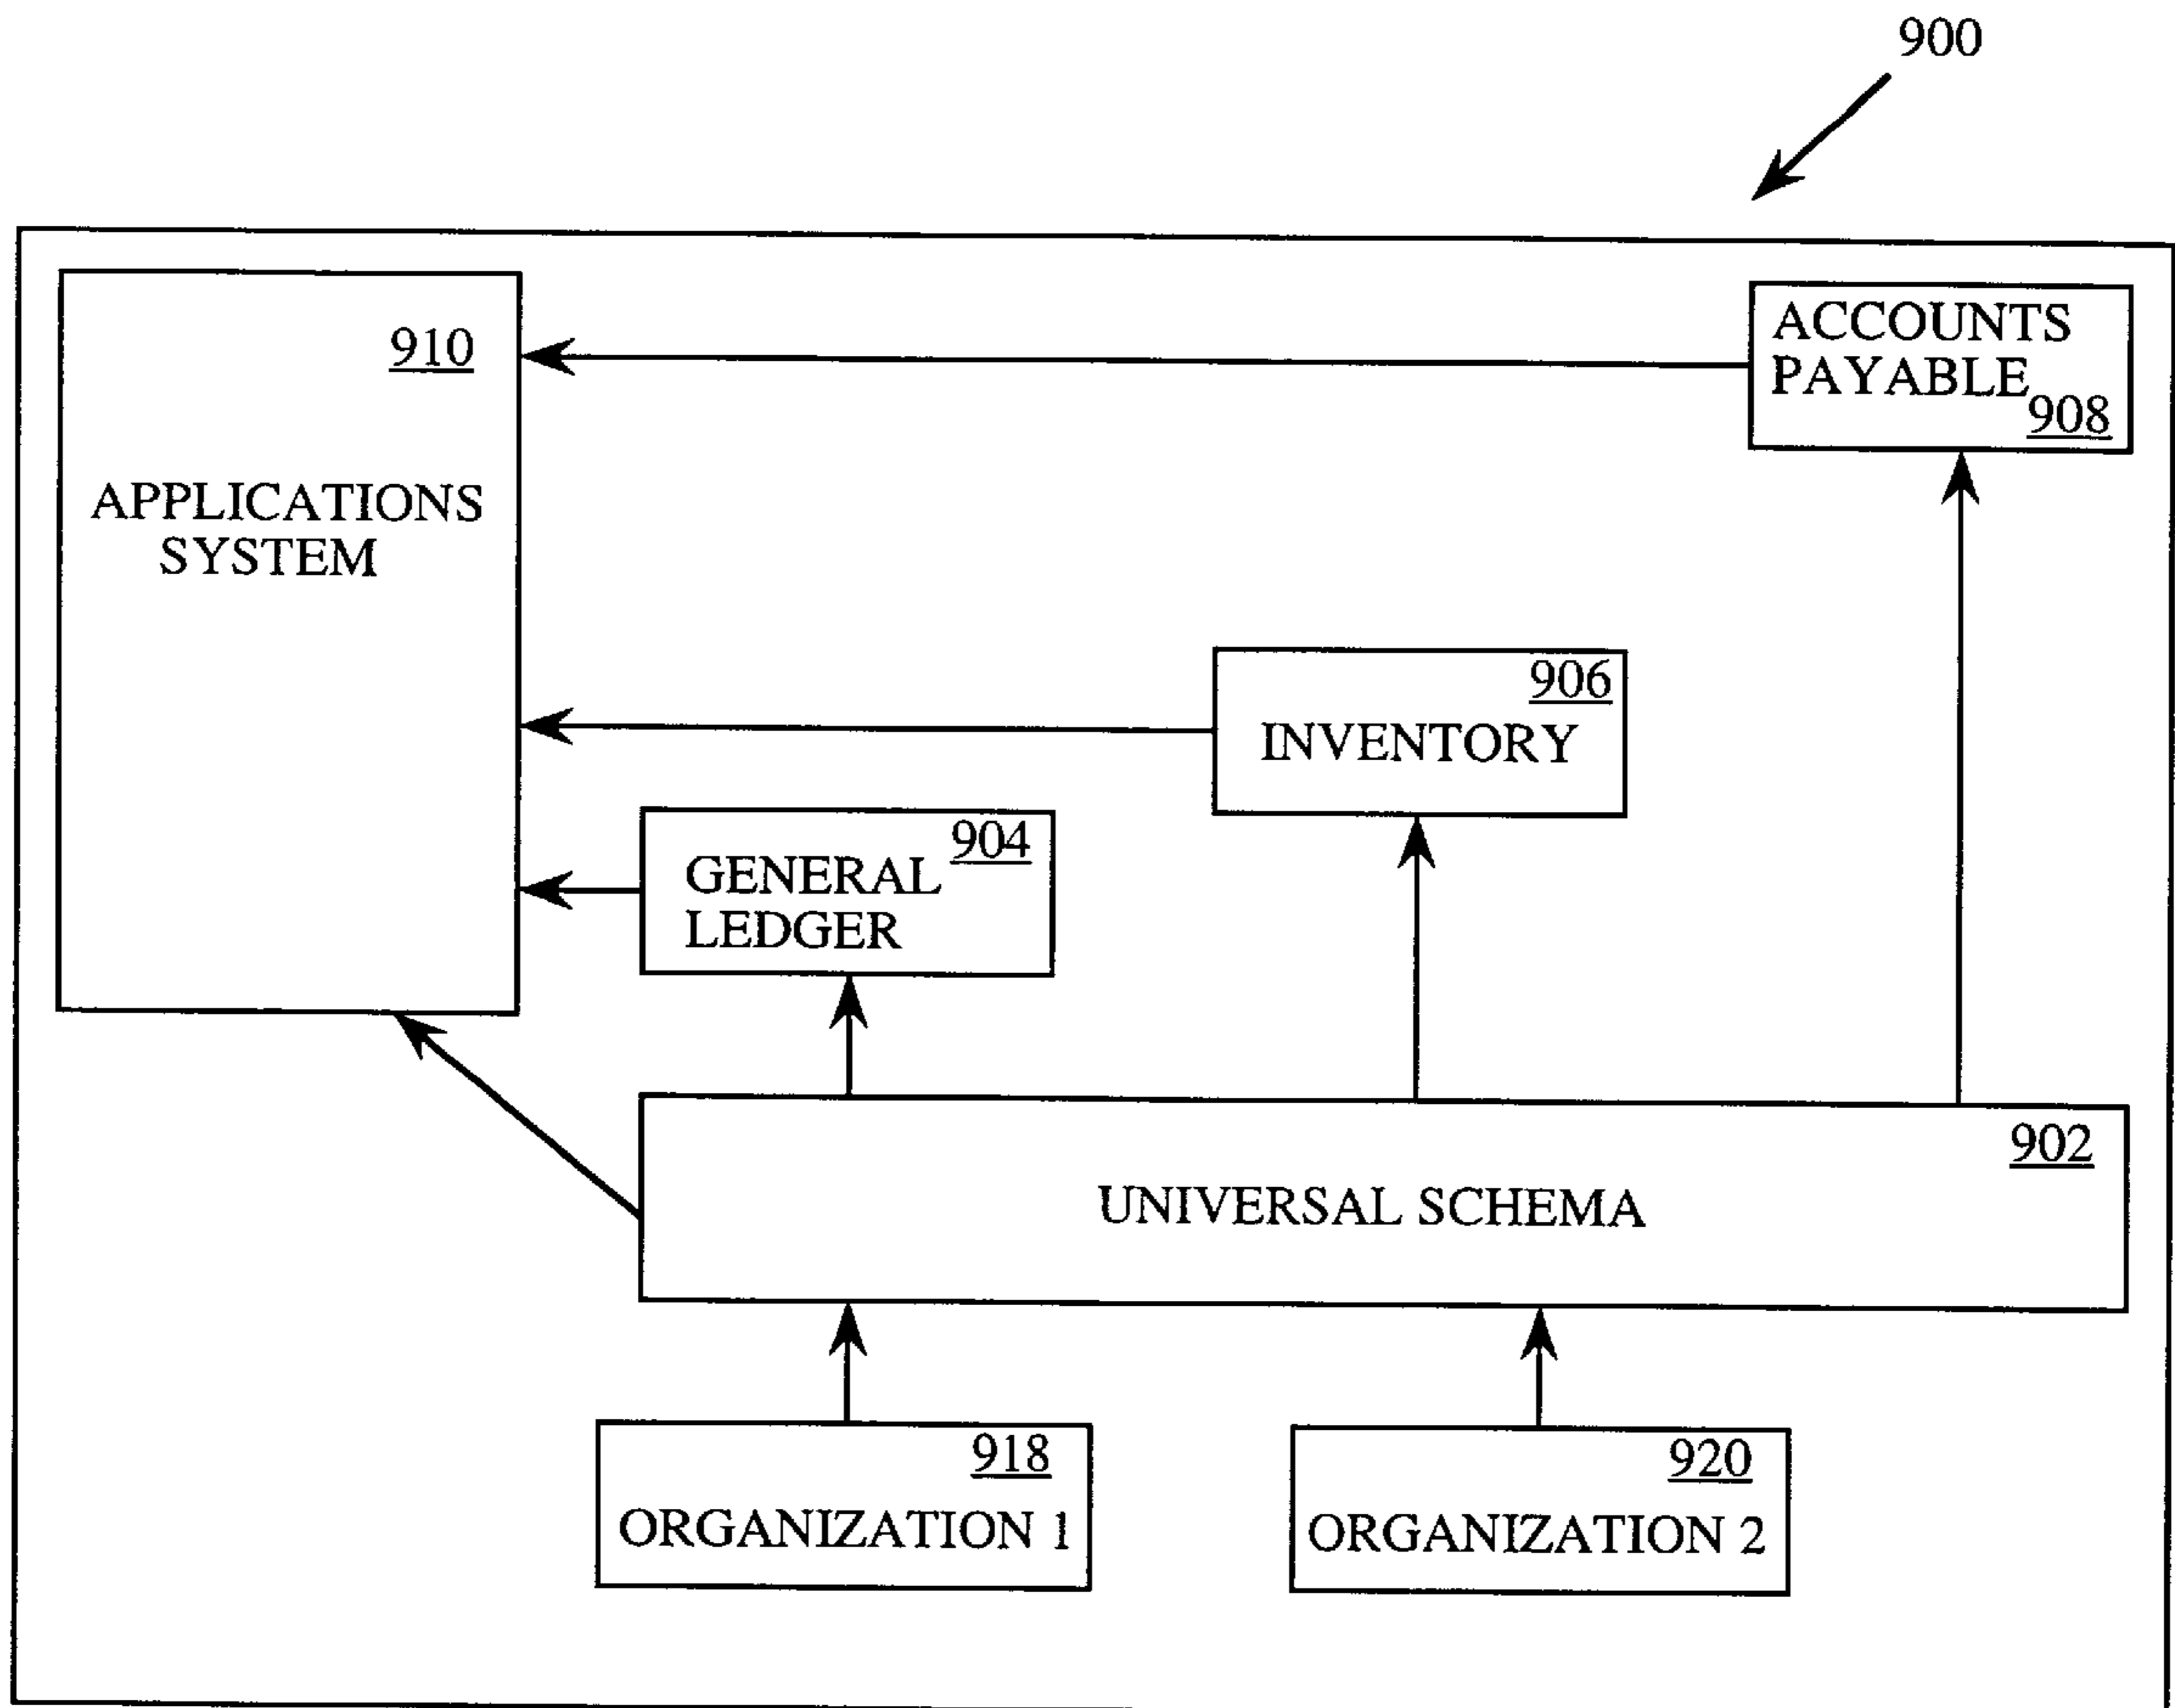 900
910
APPLICATIONS
SYSTEM
ACCOUNTS
PAYABLE
908
906
INVENTORY
904
GENERAL
LEDGER
902
UNIVERSAL SCHEMA
918
ORGANIZATION 1
920
ORGANIZATION 2